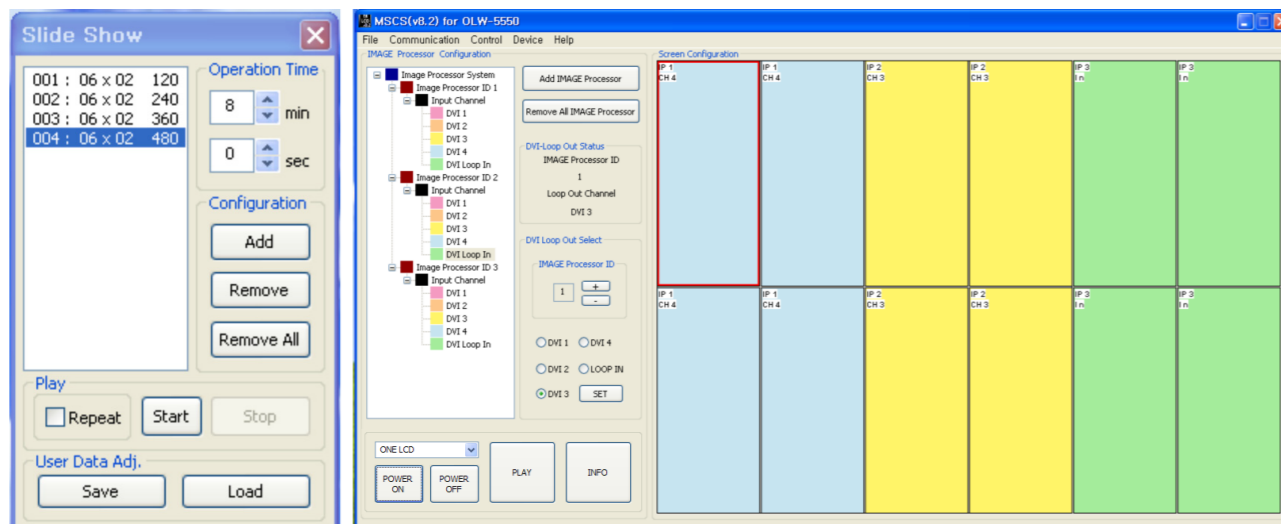 Slide Show
001 : 06 x 02 120
002 : 06 x 02 240
003 : 06 x 02 360
004 : 06 x 02 480
Operation Time
8 min
0 sec
Configuration
Add
Remove
Remove All
Play
Repeat Start Stop
User Data Adj.
Save Load
MSCS(v8.2) for OLW-5550
File Communication Control Device Help
IMAGE Processor Configuration
Image Processor System
Image Processor ID 1
Input Channel
DVI 1
DVI 2
DVI 3
DVI 4
DVI Loop In
Image Processor ID 2
Input Channel
DVI 1
DVI 2
DVI 3
DVI 4
DVI Loop In
Image Processor ID 3
Input Channel
DVI 1
DVI 2
DVI 3
DVI 4
DVI Loop In
Add IMAGE Processor
Remove All IMAGE Processor
DVI-Loop Out Status
IMAGE Processor ID
1
Loop Out Channel
DVI 3
DVI Loop Out Select
IMAGE Processor ID
1 + -
DVI 1 DVI 4
DVI 2 LOOP IN
DVI 3 SET
ONE LCD
POWER ON
POWER OFF
PLAY
INFO
Screen Configuration
IP 1 IP 1 IP 2 IP 2 IP 3 IP 3
CH 4 CH 4 CH 3 CH 3 In In
IP 1 IP 1 IP 2 IP 2 IP 3 IP 3
CH 4 CH 4 CH 3 CH 3 In In